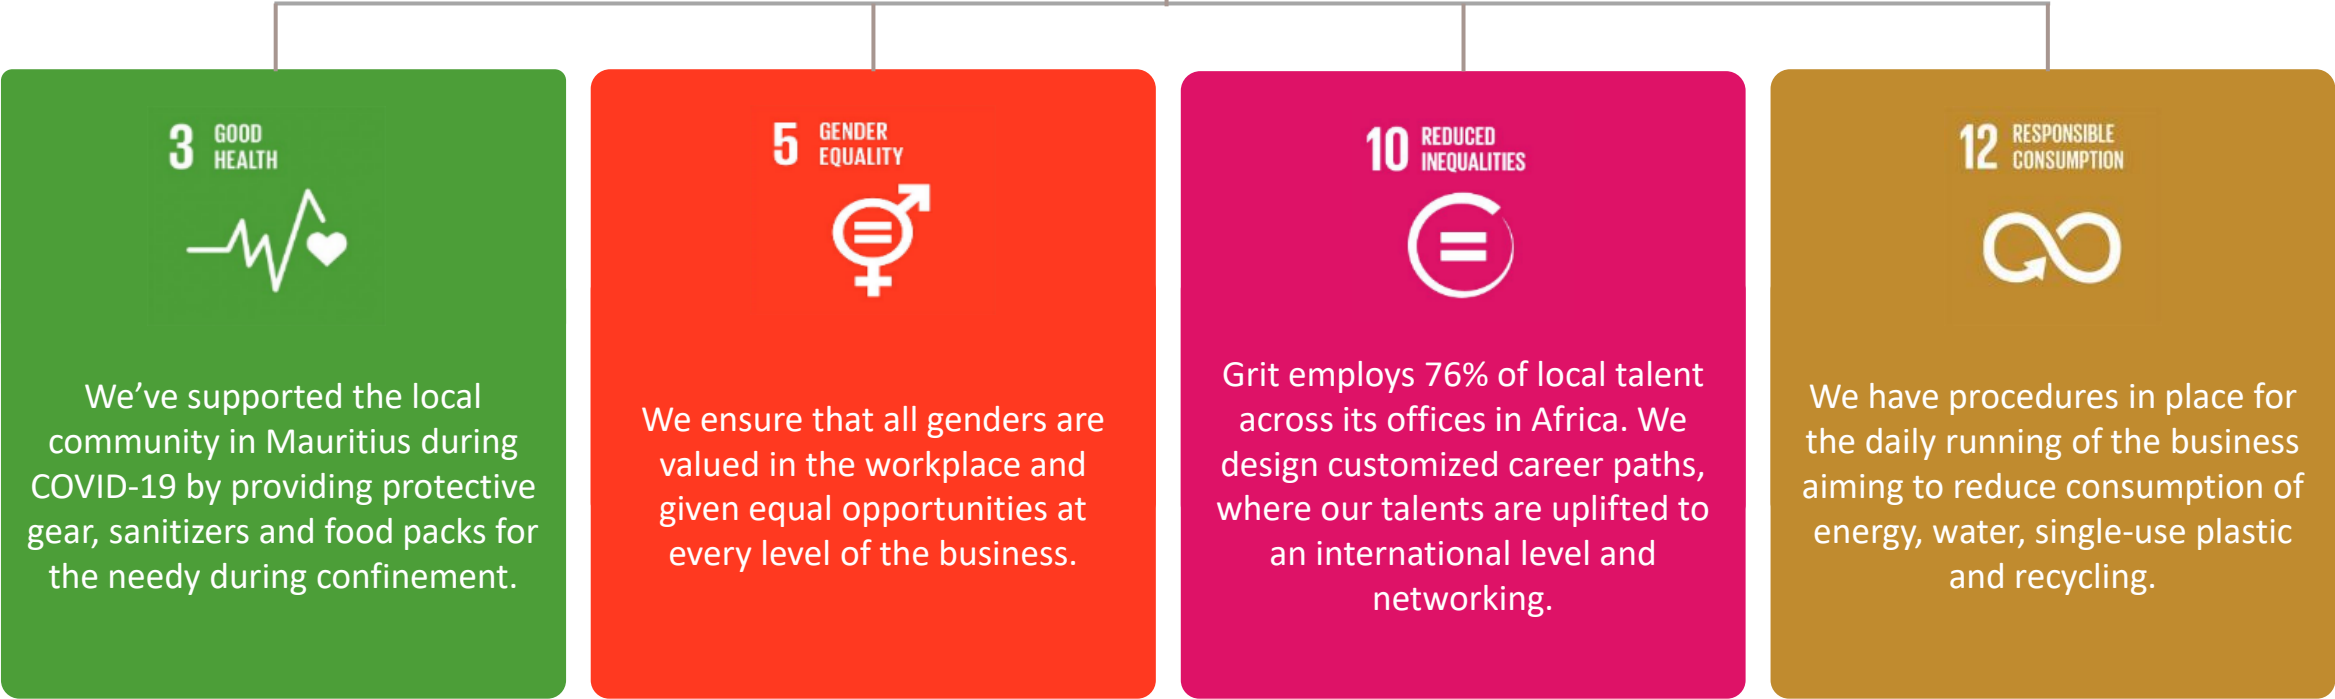 3 GOOD
HEALTH
We’ve supported the local
community in Mauritius during
COVID-19 by providing protective
gear, sanitizers and food packs for
the needy during confinement.
5 GENDER
EQUALITY
We ensure that all genders are
valued in the workplace and
given equal opportunities at
every level of the business.
10 REDUCED
INEQUALITIES
Grit employs 76% of local talent
across its offices in Africa. We
design customized career paths,
where our talents are uplifted to
an international level and
networking.
12 RESPONSIBLE
CONSUMPTION
We have procedures in place for
the daily running of the business
aiming to reduce consumption of
energy, water, single-use plastic
and recycling.